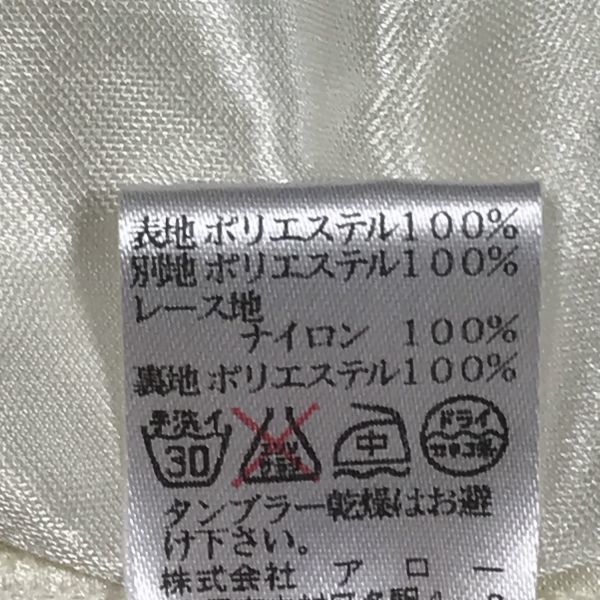 表地 ポリエステル100%
別地 ポリエステル100%
レース地
ナイロン 100%
裏地 ポリエステル100%
手洗イ
30
中
ドライ
タンブラー乾燥はお避
け下さい。
株式会社 アロー